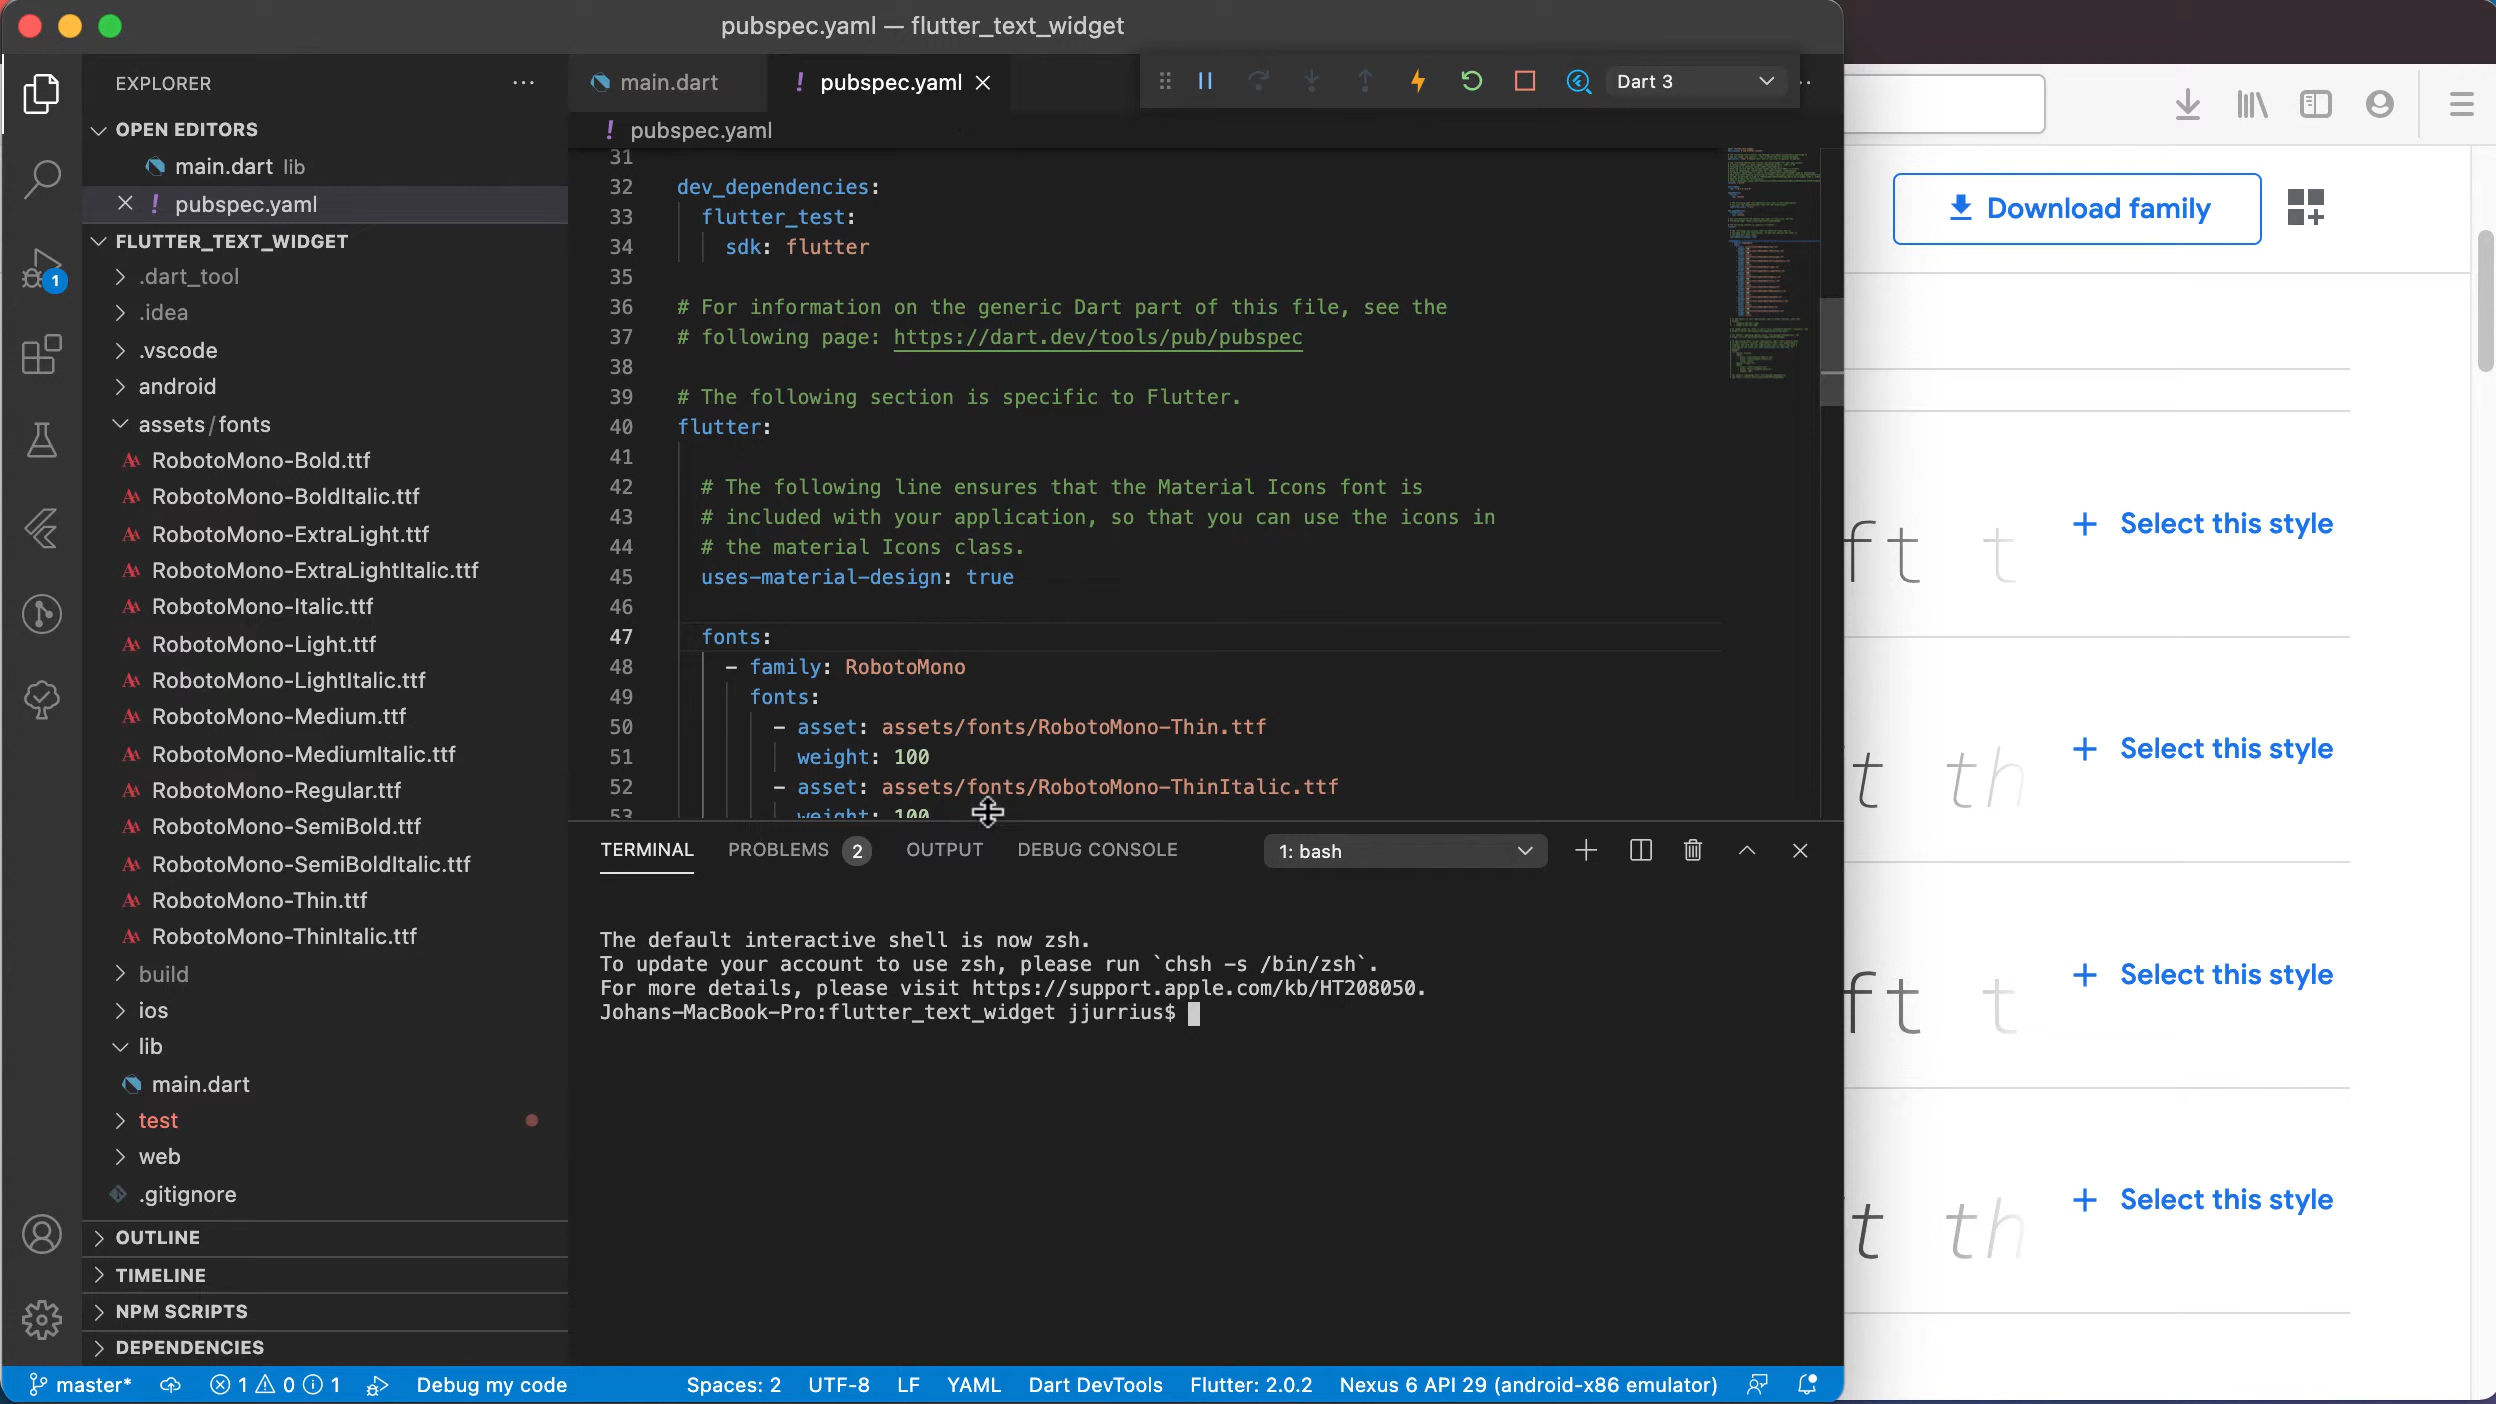 pubspec.yaml — flutter_text_widget
EXPLORER
OPEN EDITORS
main.dart lib
pubspec.yaml
FLUTTER_TEXT_WIDGET
.dart_tool
.idea
.vscode
android
assets/fonts
RobotoMono-Bold.ttf
RobotoMono-BoldItalic.ttf
RobotoMono-ExtraLight.ttf
RobotoMono-ExtraLightItalic.ttf
RobotoMono-Italic.ttf
RobotoMono-Light.ttf
RobotoMono-LightItalic.ttf
RobotoMono-Medium.ttf
RobotoMono-MediumItalic.ttf
RobotoMono-Regular.ttf
RobotoMono-SemiBold.ttf
RobotoMono-SemiBoldItalic.ttf
RobotoMono-Thin.ttf
RobotoMono-ThinItalic.ttf
build
ios
lib
main.dart
test
web
.gitignore
OUTLINE
TIMELINE
NPM SCRIPTS
DEPENDENCIES
1
main.dart
! pubspec.yaml
Dart 3
! pubspec.yaml
31
32 dev_dependencies:
33 flutter_test:
34 sdk: flutter
35
36 # For information on the generic Dart part of this file, see the
37 # following page: https://dart.dev/tools/pub/pubspec
38
39 # The following section is specific to Flutter.
40 flutter:
41
42 # The following line ensures that the Material Icons font is
43 # included with your application, so that you can use the icons in
44 # the material Icons class.
45 uses-material-design: true
46
47 fonts:
48 - family: RobotoMono
49 fonts:
50 - asset: assets/fonts/RobotoMono-Thin.ttf
51 weight: 100
52 - asset: assets/fonts/RobotoMono-ThinItalic.ttf
53 weight: 100
TERMINAL PROBLEMS 2 OUTPUT DEBUG CONSOLE 1: bash
The default interactive shell is now zsh.
To update your account to use zsh, please run `chsh -s /bin/zsh`.
For more details, please visit https://support.apple.com/kb/HT208050.
Johans-MacBook-Pro:flutter_text_widget jjurrius$
master* 1 0 1 Debug my code Spaces: 2 UTF-8 LF YAML Dart DevTools Flutter: 2.0.2 Nexus 6 API 29 (android-x86 emulator)
Download family
ft t + Select this style
t th + Select this style
ft t + Select this style
t th + Select this style